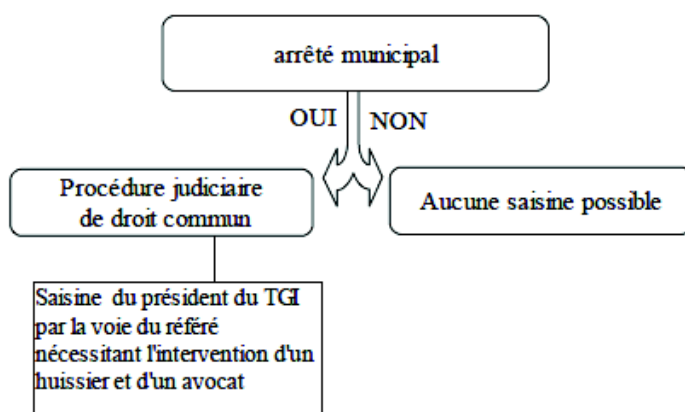 arrêté municipal
OUI
NON
Procédure judiciaire
de droit commun
Aucune saisine possible
Saisine du président du TGI
par la voie du référé
nécessitant l'intervention d'un
huissier et d'un avocat